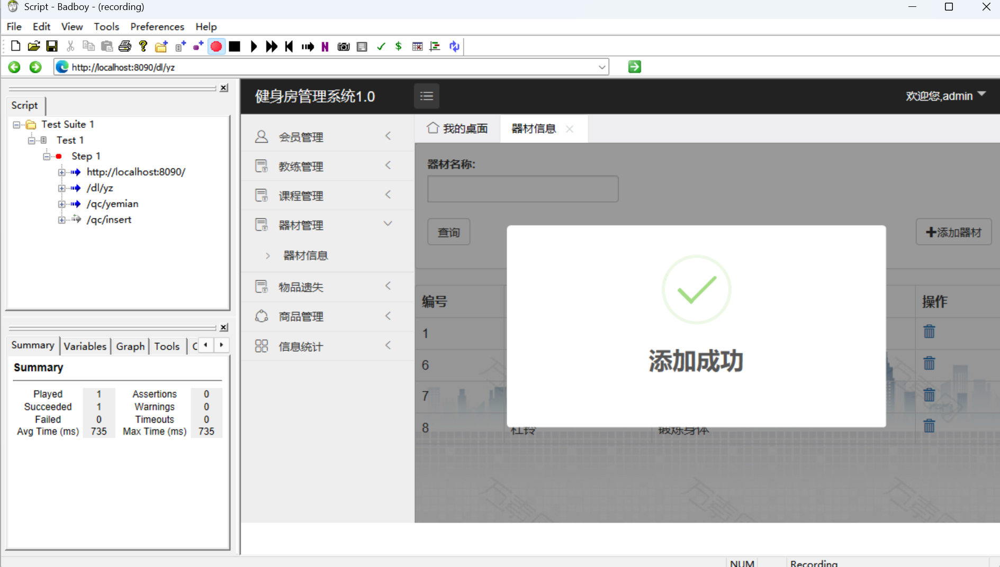 Script - Badboy - (recording)
File Edit View Tools Preferences Help
http://localhost:8090/dl/yz
Script
Test Suite 1
Test 1
Step 1
http://localhost:8090/
/dl/yz
/qc/yemian
/qc/insert
Summary Variables Graph Tools
Summary
Played 1 Assertions 0
Succeeded 1 Warnings 0
Failed 0 Timeouts 0
Avg Time (ms) 735 Max Time (ms) 735
健身房管理系统1.0
欢迎您,admin
会员管理
教练管理
课程管理
器材管理
器材信息
物品遗失
商品管理
信息统计
我的桌面 器材信息
器材名称:
查询
添加器材
编号 操作
1
6
7
8 杠铃 锻炼身体
添加成功
NUM Recording